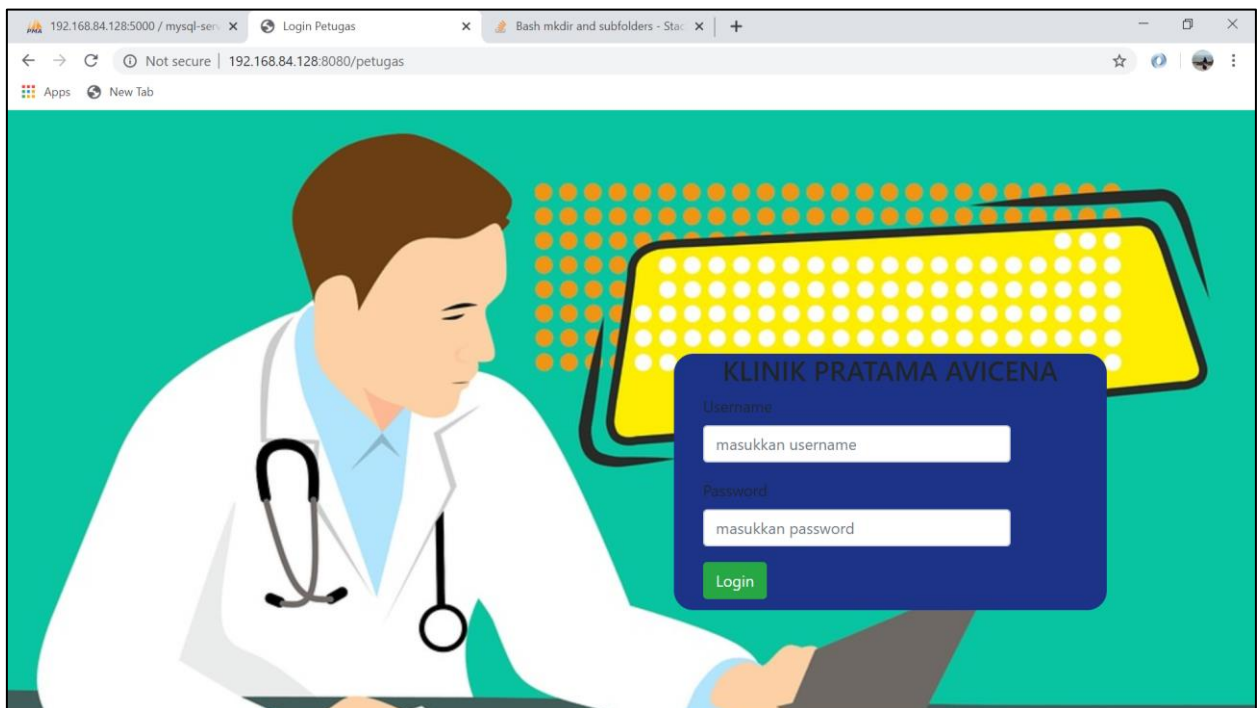 192.168.84.128:5000 / mysql-serv
Login Petugas
Bash mkdir and subfolders - Stac
Not secure | 192.168.84.128:8080/petugas
Apps
New Tab
KLINIK PRATAMA AVICENA
Username
masukkan username
Password
masukkan password
Login